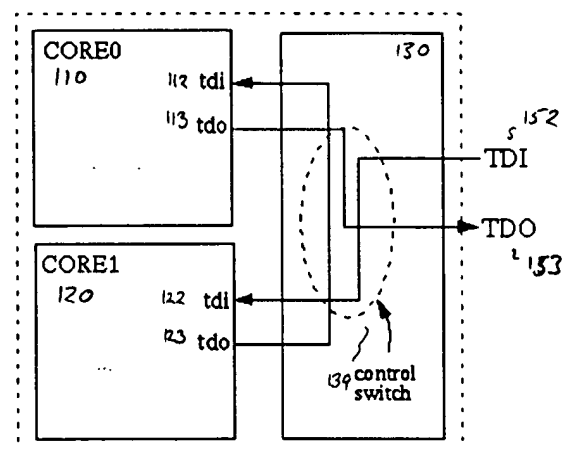 CORE0
110
112 tdi
113 tdo
130
152
TDI
TDO
153
CORE1
120
122 tdi
123 tdo
139 control
switch